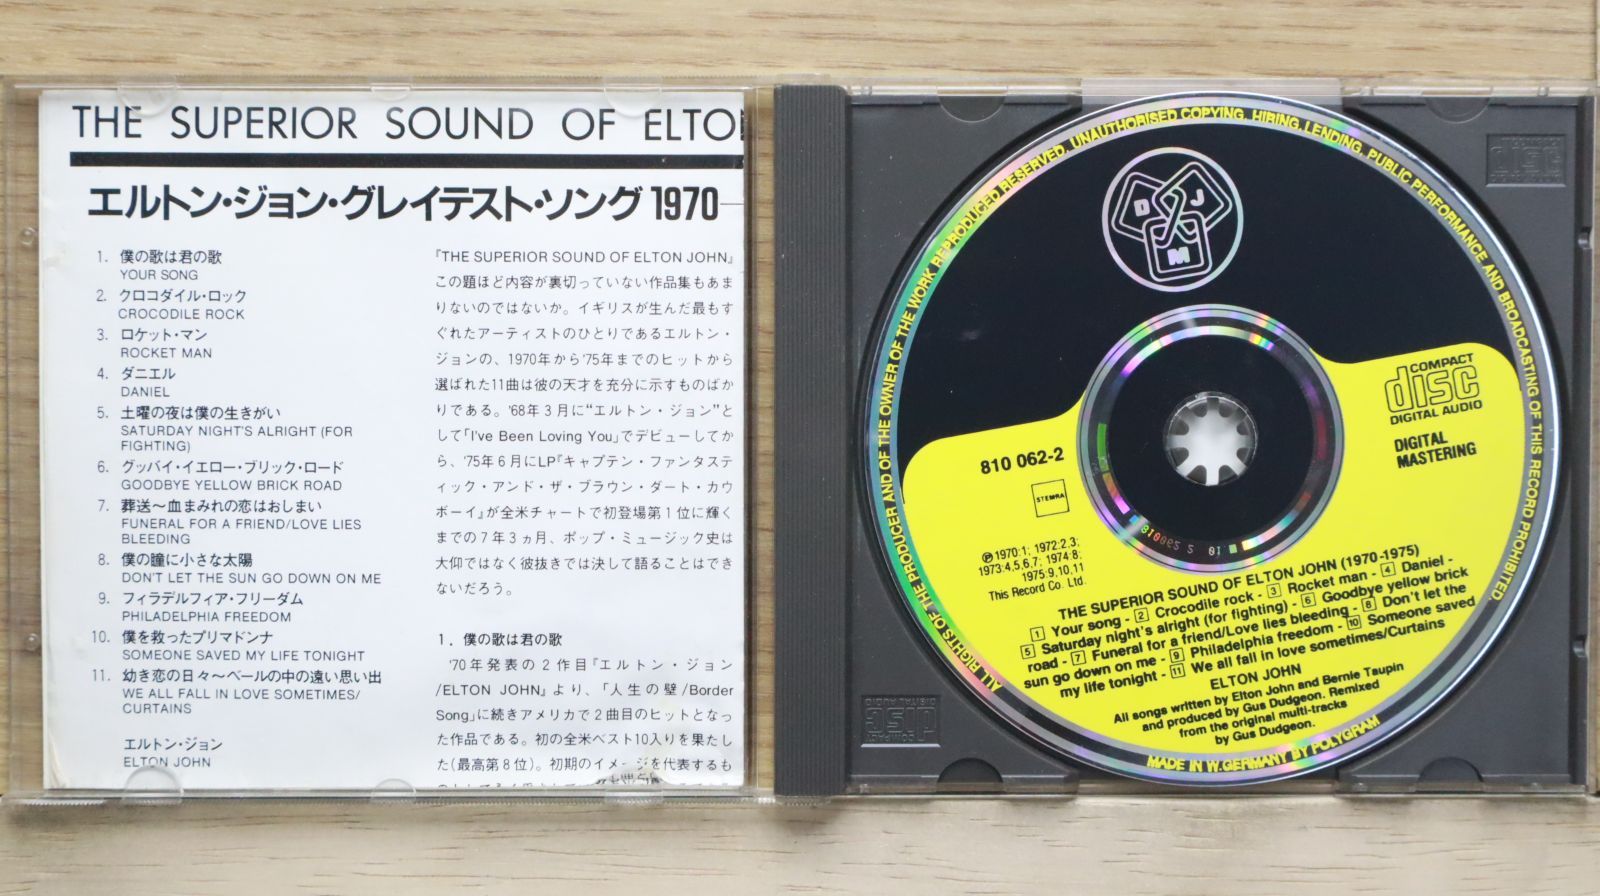 THE SUPERIOR SOUND OF ELTO
エルトン・ジョン・グレイテスト・ソング 1970
1. 僕の歌は君の歌
YOUR SONG
2. クロコダイル・ロック
CROCODILE ROCK
3. ロケット・マン
ROCKET MAN
4. ダニエル
DANIEL
5. 土曜の夜は僕の生きがい
SATURDAY NIGHT'S ALRIGHT (FOR
FIGHTING)
6. グッバイ・イエロー・ブリック・ロード
GOODBYE YELLOW BRICK ROAD
7. 葬送〜血まみれの恋はおしまい
FUNERAL FOR A FRIEND/LOVE LIES
BLEEDING
8. 僕の瞳に小さな太陽
DON'T LET THE SUN GO DOWN ON ME
9. フィラデルフィア・フリーダム
PHILADELPHIA FREEDOM
10. 僕を救ったプリマドンナ
SOMEONE SAVED MY LIFE TONIGHT
11. 幼き恋の日々〜ベールの中の遠い思い出
WE ALL FALL IN LOVE SOMETIMES/
CURTAINS
エルトン・ジョン
ELTON JOHN
『THE SUPERIOR SOUND OF ELTON JOHN』
この題ほど内容が裏切っていない作品集もあま
りないのではないか。イギリスが生んだ最もす
ぐれたアーティストのひとりであるエルトン・
ジョンの、1970年から'75年までのヒットから
選ばれた11曲は彼の天才を充分に示すものばか
りである。'68年3月に“エルトン・ジョン”と
して「I've Been Loving You」でデビューしてか
ら、'75年6月にLP『キャプテン・ファンタステ
ィック・アンド・ザ・ブラウン・ダート・カウ
ボーイ』が全米チャートで初登場第1位に輝く
までの7年3ヵ月、ポップ・ミュージック史は
大仰ではなく彼抜きでは決して語ることはでき
ないだろう。
1. 僕の歌は君の歌
'70年発表の2作目『エルトン・ジョン
/ELTON JOHN』より、「人生の壁/Border
Song」に続きアメリカで2曲目のヒットとなっ
た作品である。初の全米ベスト10入りを果たし
た(最高第8位)。初期のイメージを代表するも
ALL RIGHTS OF THE PRODUCER AND OF THE OWNER OF THE WORK REPRODUCED RESERVED. UNAUTHORISED COPYING, HIRING, LENDING, PUBLIC PERFORMANCE AND BROADCASTING OF THIS RECORD PROHIBITED.
D J M
COMPACT
disc
DIGITAL AUDIO
DIGITAL
MASTERING
810 062-2
STEMRA
℗ 1970:1; 1972:2,3;
1973:4,5,6,7; 1974:8;
1975:9,10,11
This Record Co. Ltd.
THE SUPERIOR SOUND OF ELTON JOHN (1970-1975)
1 Your song - 2 Crocodile rock - 3 Rocket man - 4 Daniel -
5 Saturday night's alright (for fighting) - 6 Goodbye yellow brick
road - 7 Funeral for a friend/Love lies bleeding - 8 Don't let the
sun go down on me - 9 Philadelphia freedom - 10 Someone saved
my life tonight - 11 We all fall in love sometimes/Curtains
ELTON JOHN
All songs written by Elton John and Bernie Taupin
and produced by Gus Dudgeon. Remixed
from the original multi-tracks
by Gus Dudgeon.
MADE IN W.GERMANY BY POLYGRAM